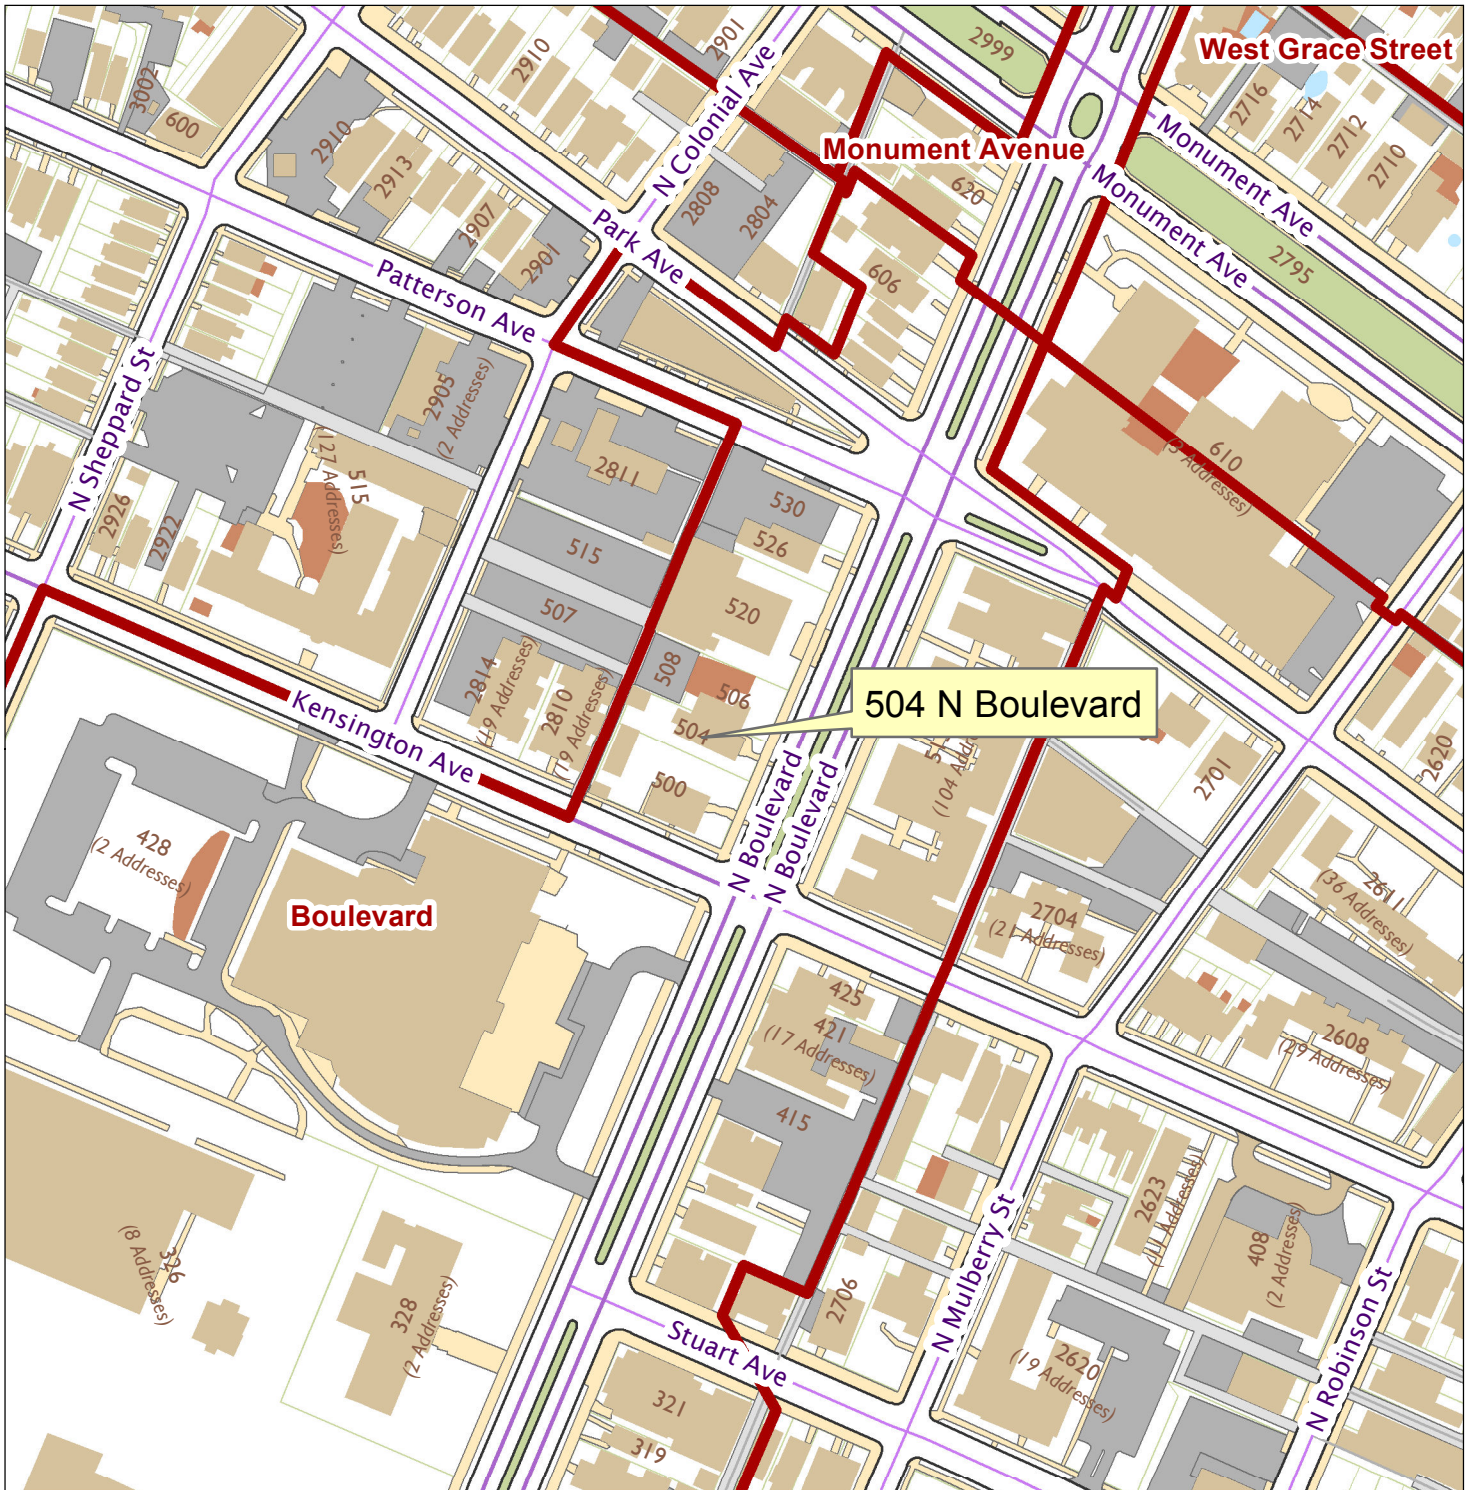 West Grace Street
Monument Avenue
Boulevard
504 N Boulevard
Monument Ave
Monument Ave
N Colonial Ave
Park Ave
Patterson Ave
N Sheppard St
Kensington Ave
N Boulevard
N Boulevard
Stuart Ave
N Mulberry St
N Robinson St
2999
2901
2910
3002
600
2716
2714
2712
2710
2795
2910
2913
2907
2901
2808
2804
620
606
2905
(2 Addresses)
610
(3 Addresses)
2811
530
526
515
507
520
515
(127 Addresses)
2926
2922
2814
(19 Addresses)
2810
(19 Addresses)
508
506
504
500
(104 Addre
2701
2620
428
(2 Addresses)
2704
(21 Addresses)
2611
(36 Addresses)
2608
(29 Addresses)
425
421
(17 Addresses)
415
2623
(11 Addresses)
408
(2 Addresses)
326
(8 Addresses)
328
(2 Addresses)
2706
2620
(19 Addresses)
321
319